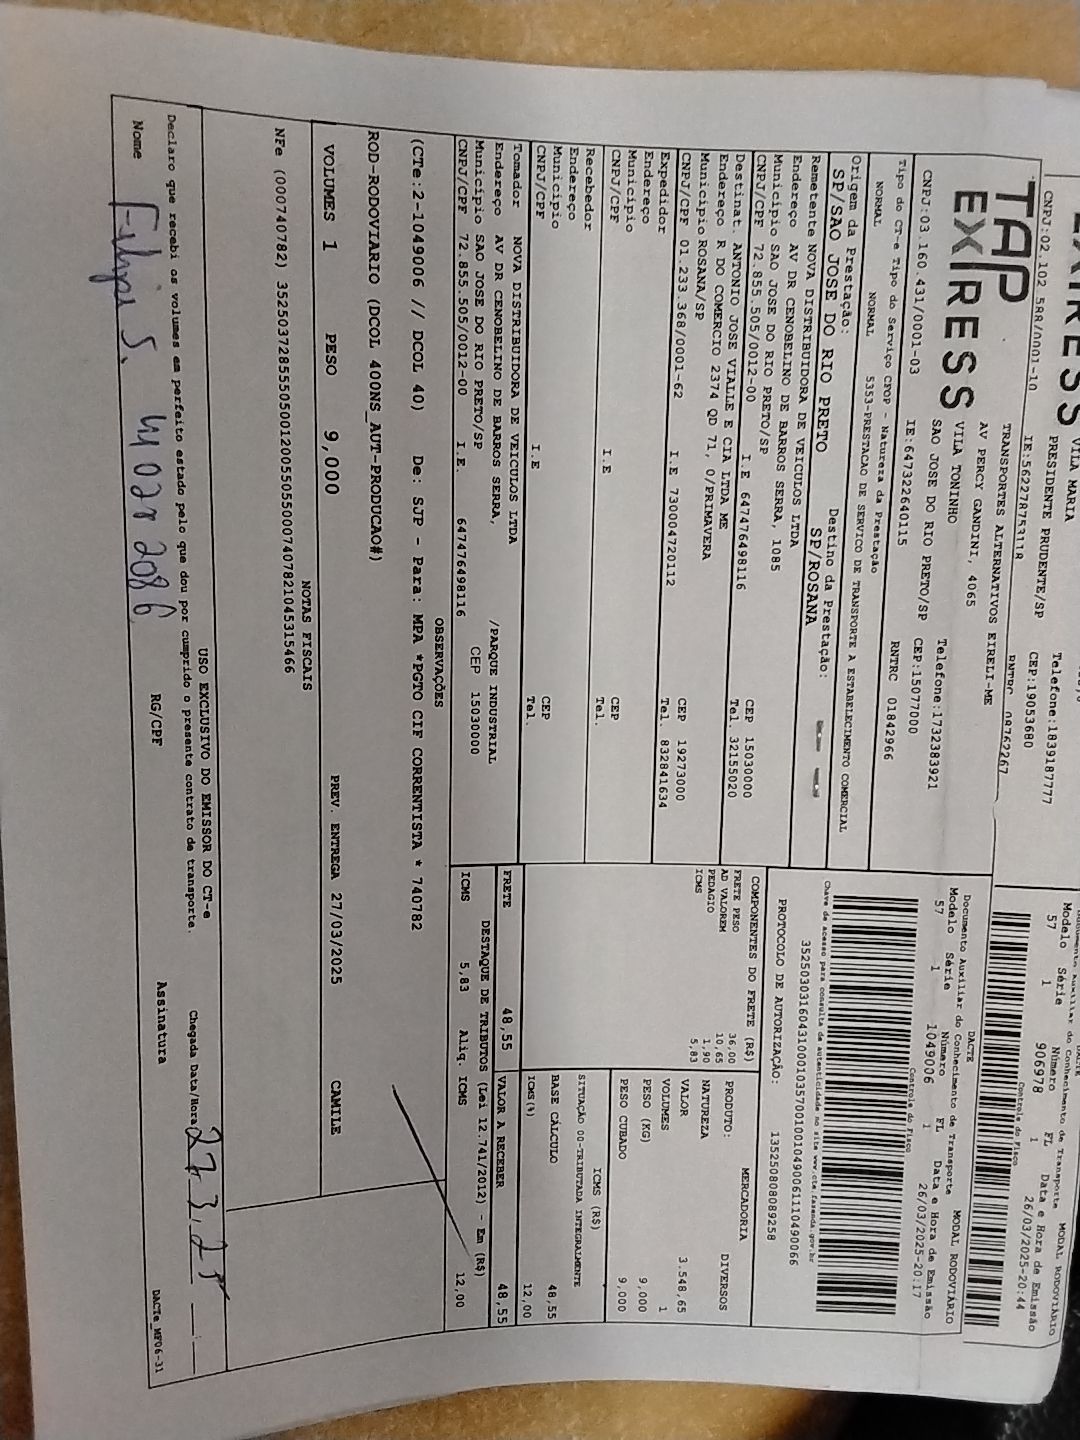 EXPRESS VILA MARIA
PRESIDENTE PRUDENTE/SP Telefone:1839187777
CNPJ:02.102.588/0001-10 IE:562278753118 CEP:19053680
RNTRC 08762267
Modelo Série Número FL Data e Hora de Emissão
57 1 906978 1 26/03/2025-20:44
Controle do Fisco
TAP EXPRESS
TRANSPORTES ALTERNATIVOS EIRELI-ME
AV PERCY GANDINI, 4065
VILA TONINHO
SAO JOSE DO RIO PRETO/SP Telefone:1732383921
CNPJ:03.160.431/0001-03 IE:647322640115 CEP:15077000
RNTRC 01842966
DACTE
Documento Auxiliar do Conhecimento de Transporte MODAL RODOVIÁRIO
Modelo Série Número FL Data e Hora de Emissão
57 1 1049006 1 26/03/2025-20:17
Controle do Fisco
Tipo do CT-e Tipo do Serviço CFOP - Natureza da Prestação
NORMAL NORMAL 5353-PRESTACAO DE SERVICO DE TRANSPORTE A ESTABELECIMENTO COMERCIAL
Chave de acesso para consulta de autenticidade no site www.cte.fazenda.gov.br
35250303160431000103570010010490061110490066
PROTOCOLO DE AUTORIZAÇÃO: 135250808089258
Origem da Prestação: Destino da Prestação:
SP/SAO JOSE DO RIO PRETO SP/ROSANA
Remetente NOVA DISTRIBUIDORA DE VEICULOS LTDA
Endereço AV DR CENOBELINO DE BARROS SERRA, 1085
Município SAO JOSE DO RIO PRETO/SP CEP 15030000
CNPJ/CPF 72.855.505/0012-00 I.E 647476498116 Tel. 32155020
Destinat. ANTONIO JOSE VIALLE E CIA LTDA ME
Endereço R DO COMERCIO 2374 QD 71, 0/PRIMAVERA
Município ROSANA/SP CEP 19273000
CNPJ/CPF 01.233.368/0001-62 I.E 730004720112 Tel. 832841634
Expedidor
Endereço
Município CEP
CNPJ/CPF I.E Tel.
Recebedor
Endereço
Município CEP
CNPJ/CPF I.E Tel.
Tomador NOVA DISTRIBUIDORA DE VEICULOS LTDA
Endereço AV DR CENOBELINO DE BARROS SERRA, /PARQUE INDUSTRIAL
Município SAO JOSE DO RIO PRETO/SP CEP 15030000
CNPJ/CPF 72.855.505/0012-00 I.E. 647476498116
COMPONENTES DO FRETE (R$)
FRETE PESO 36,00
AD VALOREM 10,65
PEDAGIO 1,90
ICMS 5,83
FRETE 48,55
MERCADORIA
PRODUTO: DIVERSOS
NATUREZA
VALOR 3.548,65
VOLUMES 1
PESO (KG) 9,000
PESO CUBADO 9,000
ICMS (R$)
SITUAÇÃO 00-TRIBUTADA INTEGRALMENTE
BASE CÁLCULO 48,55
ICMS(%) 12,00
VALOR A RECEBER 48,55
DESTAQUE DE TRIBUTOS (Lei 12.741/2012) - Em (R$)
ICMS 5,83 Aliq. ICMS 12,00
OBSERVAÇÕES
(CTe:2-1049006 // DCOL 40) De: SJP - Para: MPA *PGTO CIF CORRENTISTA * 740782
ROD-RODOVIARIO (DCOL 400NS_AUT-PRODUCAO#)
VOLUMES 1 PESO 9,000 PREV. ENTREGA 27/03/2025 CAMILE
NOTAS FISCAIS
NFe (000740782) 35250372855505001200550550007407821045315466
USO EXCLUSIVO DO EMISSOR DO CT-e
Declaro que recebi os volumes em perfeito estado pelo que dou por cumprido o presente contrato de transporte. Chegada Data/Hora 27.3.25
Nome RG/CPF Assinatura
DACTe_MF06-31